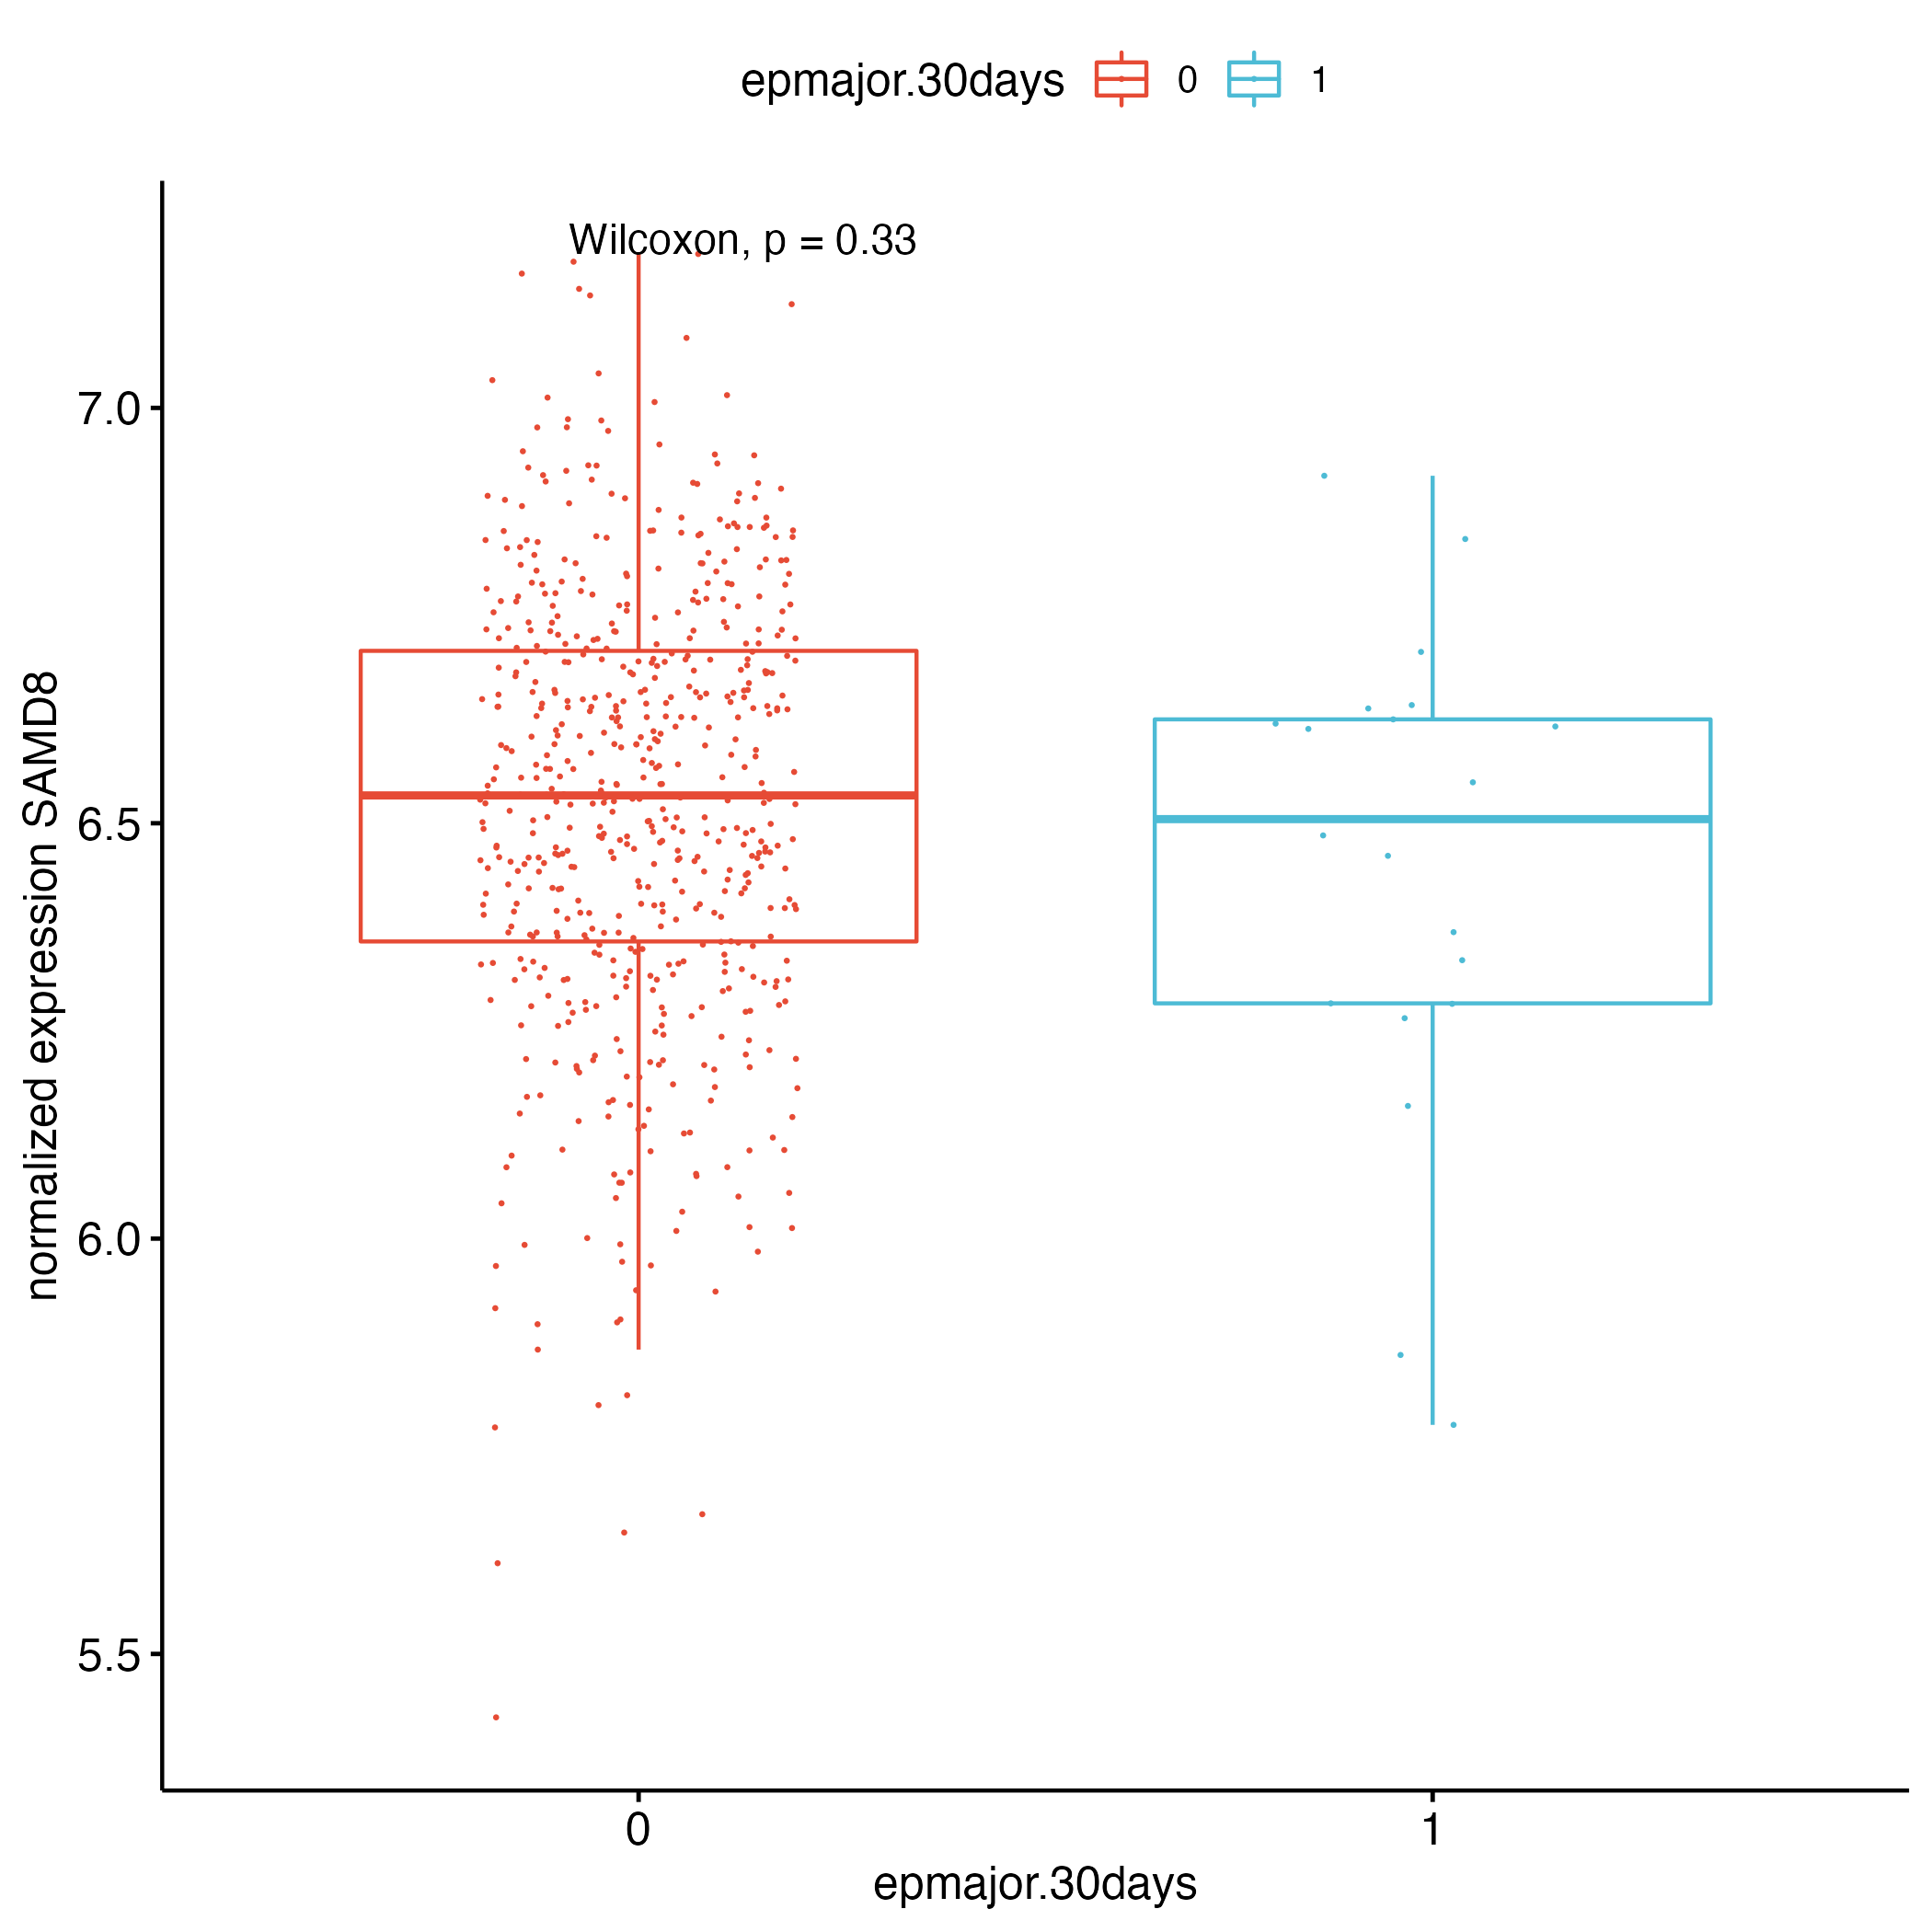 epmajor.30days 0 1
Wilcoxon, p = 0.33
7.0
6.5
6.0
5.5
normalized expression SAMD8
0 1
epmajor.30days